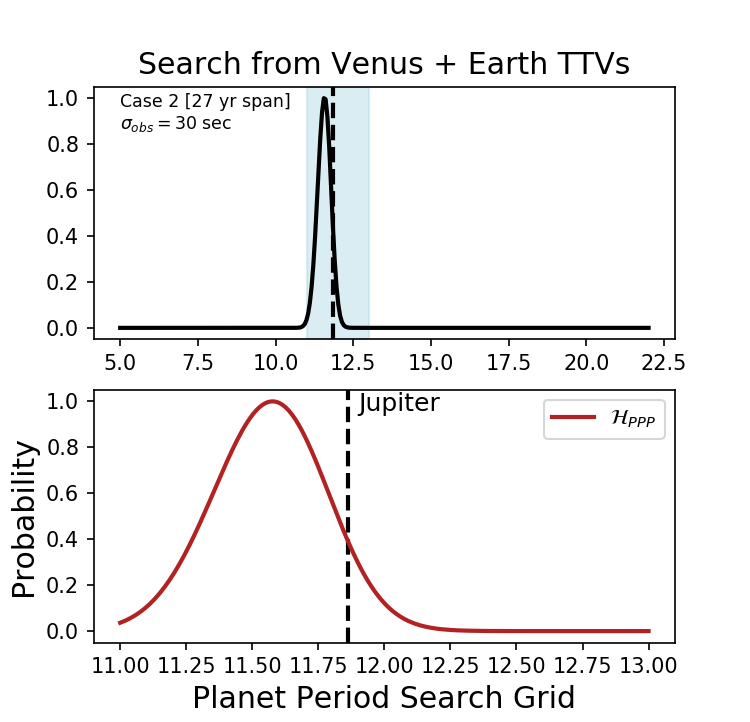 Search from Venus + Earth TTVs
1.0
0.8
0.6
0.4
0.2
0.0
Case 2 [27 yr span]
σ_obs = 30 sec
5.0 7.5 10.0 12.5 15.0 17.5 20.0 22.5
Probability
1.0
0.8
0.6
0.4
0.2
0.0
Jupiter
ℋ_PPP
11.00 11.25 11.50 11.75 12.00 12.25 12.50 12.75 13.00
Planet Period Search Grid